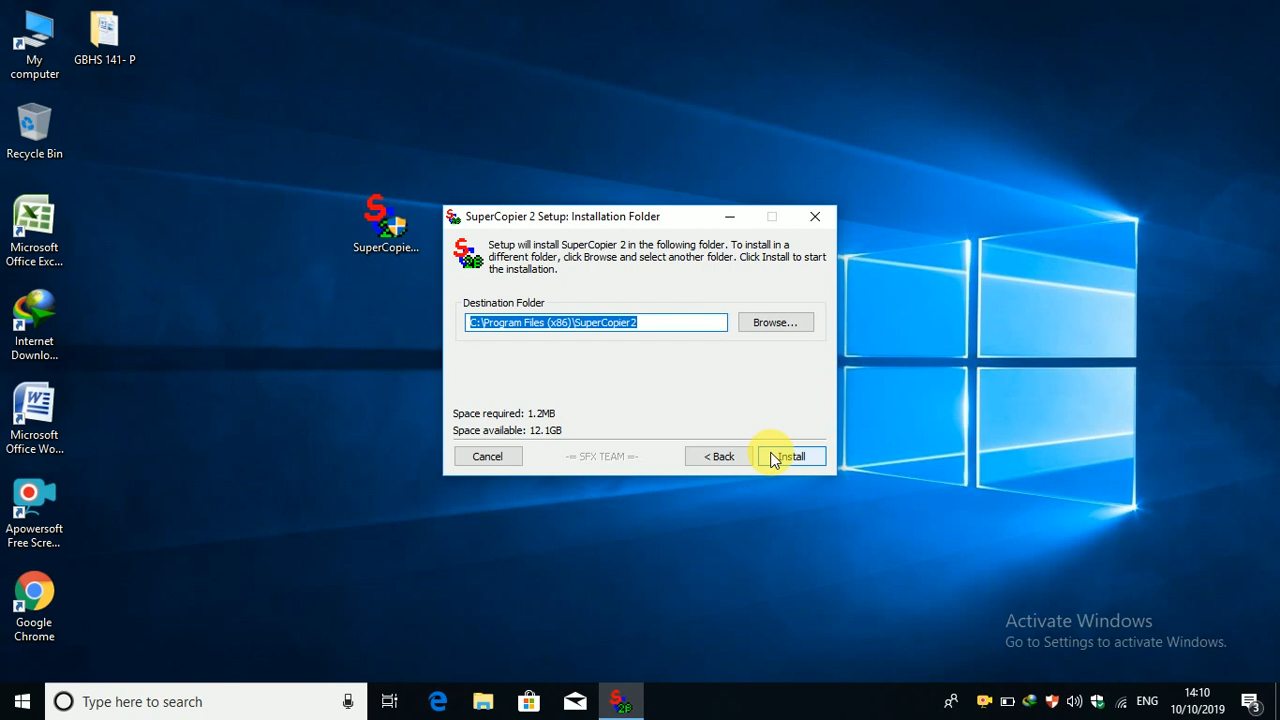 My
computer
GBHS 141- P
Recycle Bin
Microsoft
Office Exc...
Internet
Downlo...
Microsoft
Office Wo...
Apowersoft
Free Scre...
Google
Chrome
SuperCopie...
SuperCopier 2 Setup: Installation Folder
Setup will install SuperCopier 2 in the following folder. To install in a
different folder, click Browse and select another folder. Click Install to start
the installation.
Destination Folder
C:\Program Files (x86)\SuperCopier2
Browse...
Space required: 1.2MB
Space available: 12.1GB
Cancel
-= SFX TEAM =-
< Back
Install
Activate Windows
Go to Settings to activate Windows.
Type here to search
ENG
14:10
10/10/2019
3